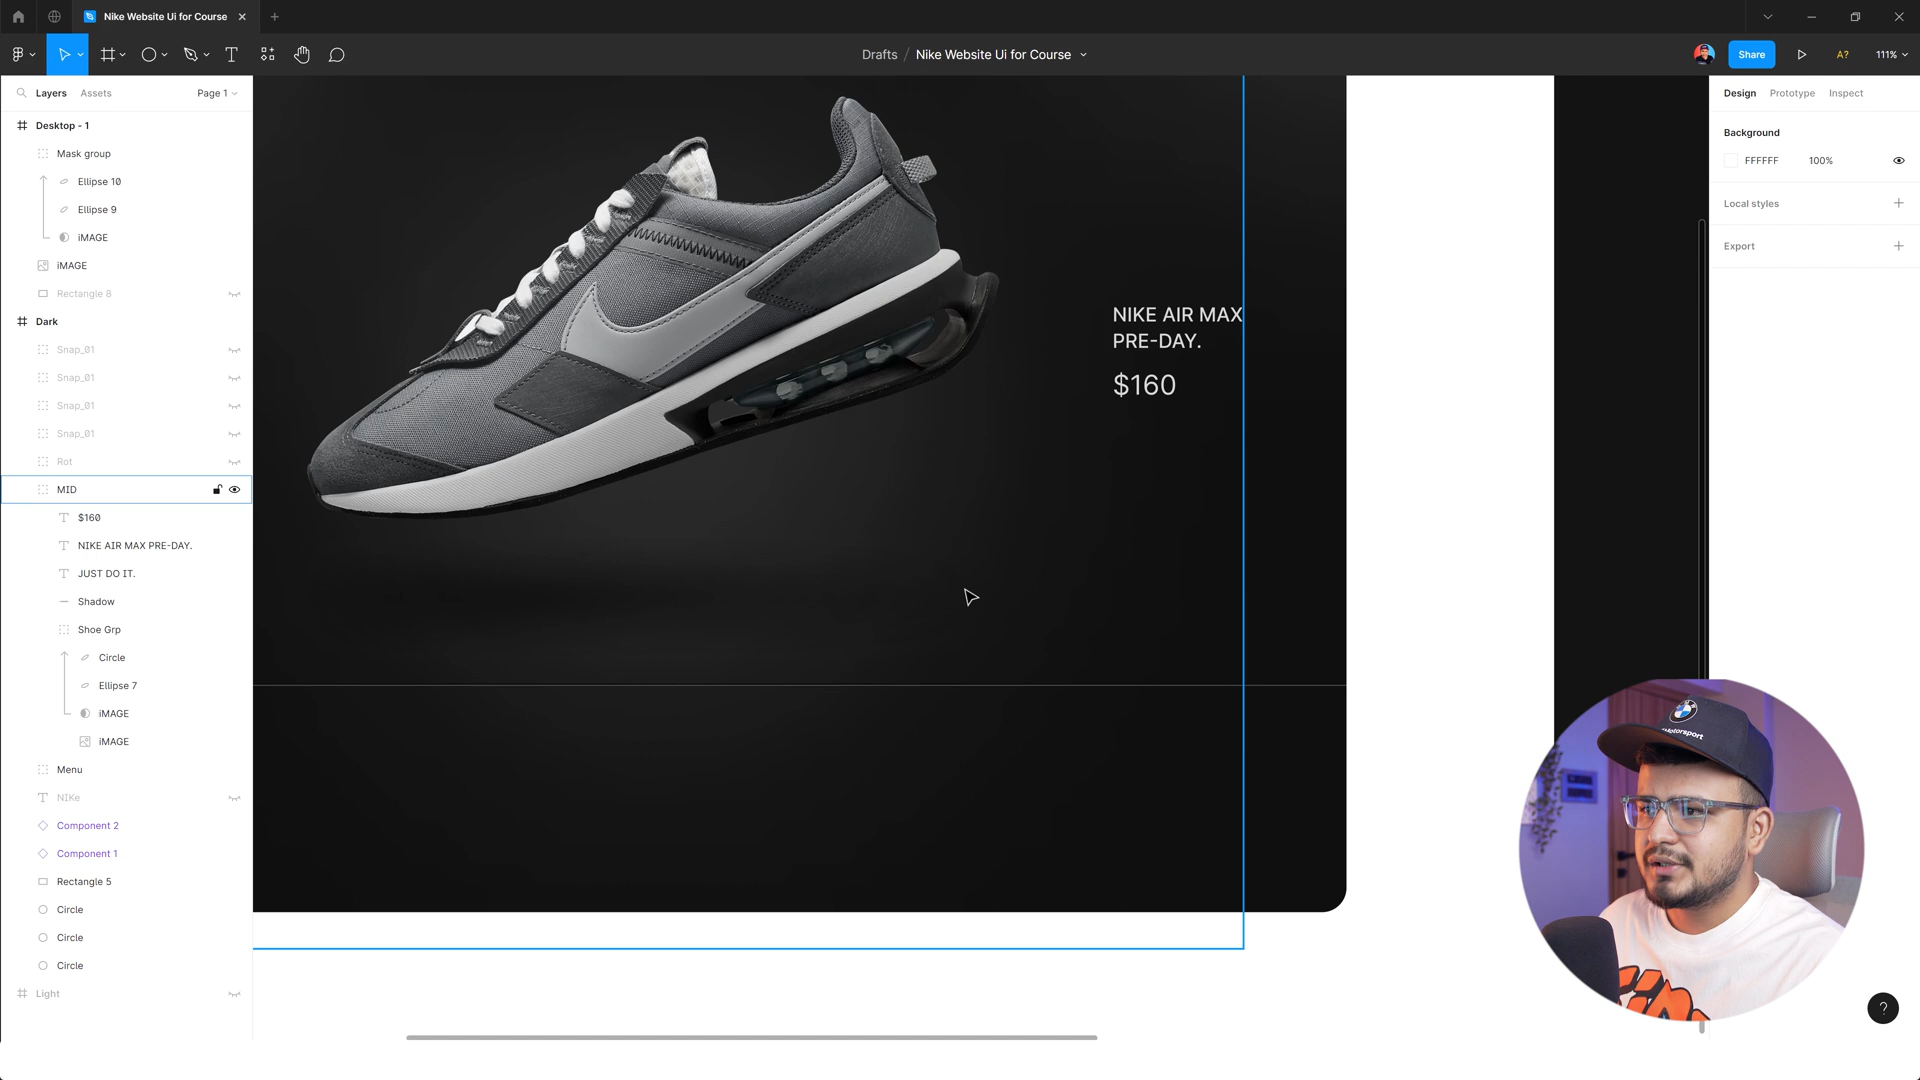 Nike Website Ui for Course
Drafts / Nike Website Ui for Course
Share
A?
111%
Layers
Assets
Page 1
Desktop - 1
Mask group
Ellipse 10
Ellipse 9
iMAGE
iMAGE
Rectangle 8
Dark
Snap_01
Snap_01
Snap_01
Snap_01
Rot
MID
$160
NIKE AIR MAX PRE-DAY.
JUST DO IT.
Shadow
Shoe Grp
Circle
Ellipse 7
iMAGE
iMAGE
Menu
NIKe
Component 2
Component 1
Rectangle 5
Circle
Circle
Circle
Light
NIKE AIR MAX
PRE-DAY.
$160
Design
Prototype
Inspect
Background
FFFFFF
100%
Local styles
Export
BMW
Motorsport
?